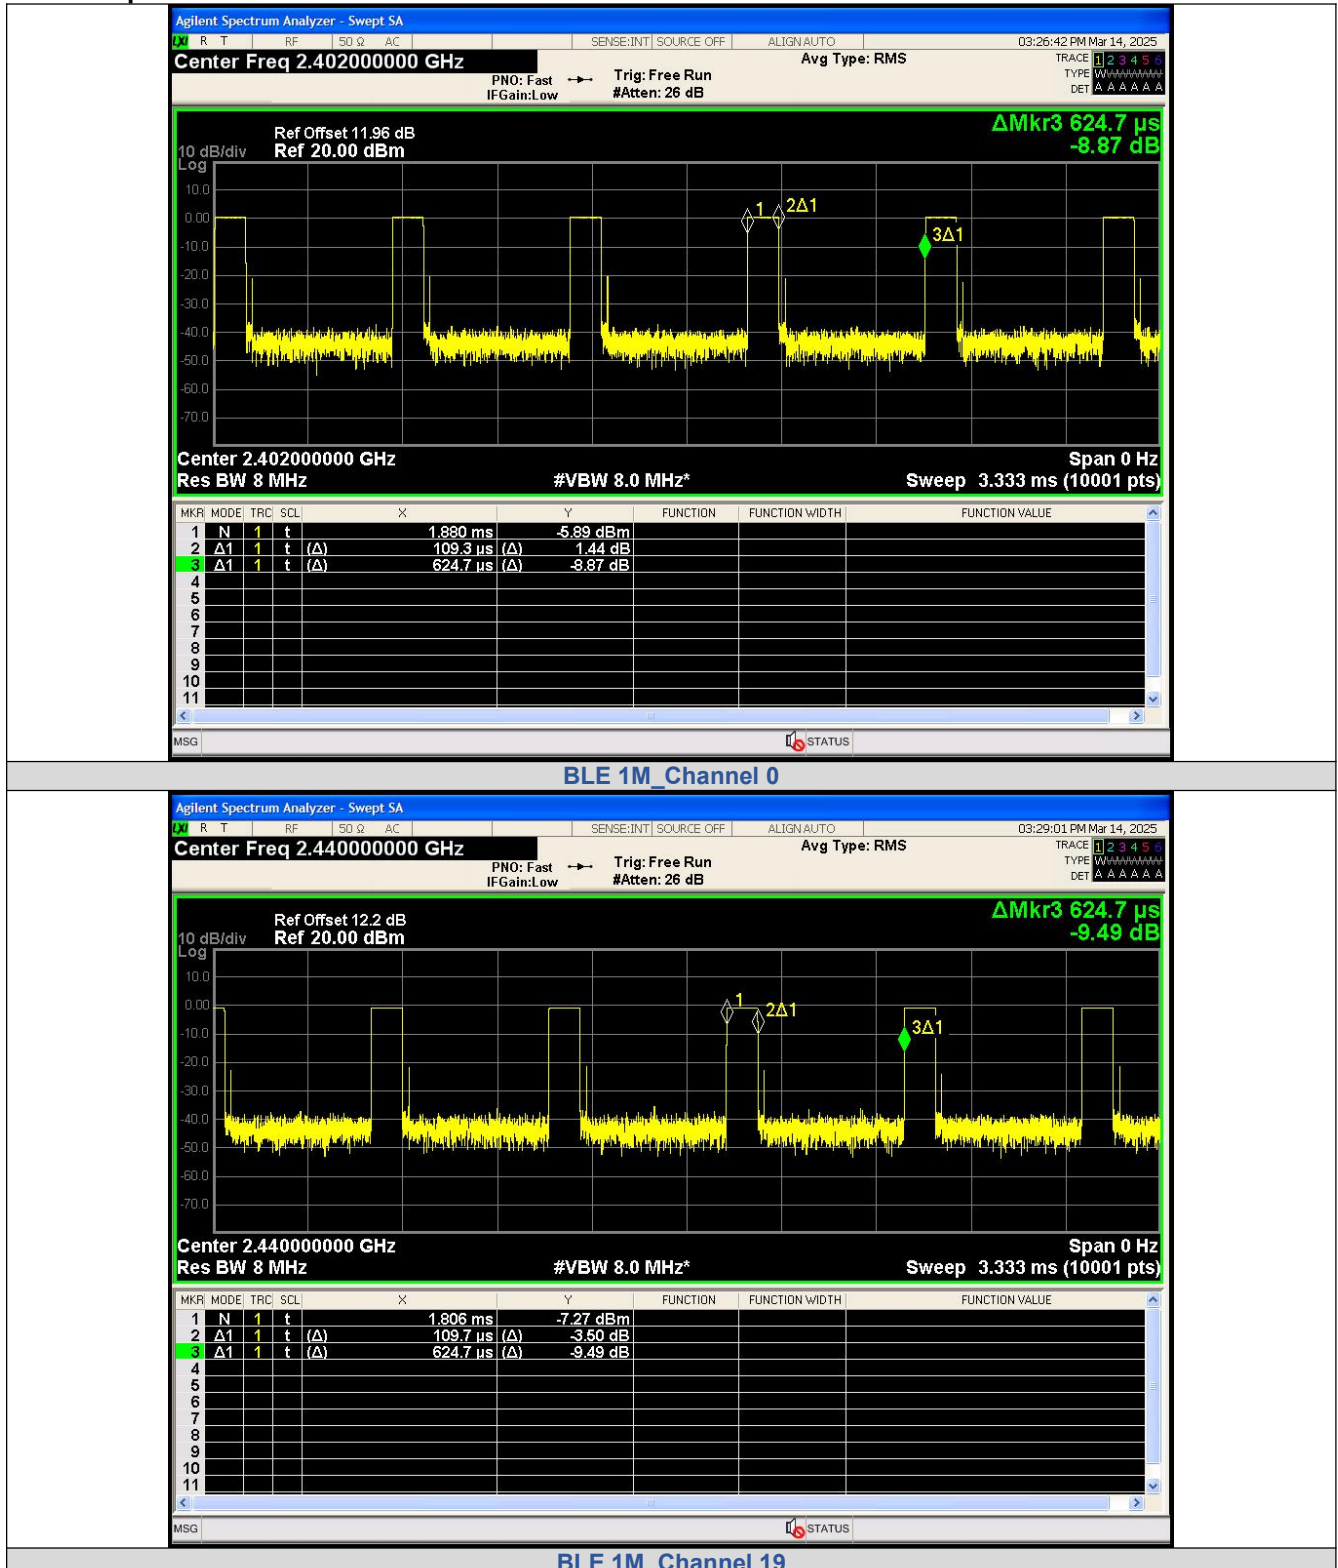 Agilent Spectrum Analyzer - Swept SA
LXI R T RF 50 Ω AC SENSE:INT SOURCE OFF ALIGN AUTO 03:26:42 PM Mar 14, 2025
Center Freq 2.402000000 GHz Avg Type: RMS TRACE 1 2 3 4 5 6
PNO: Fast Trig: Free Run TYPE W
IFGain:Low #Atten: 26 dB DET A A A A A A
ΔMkr3 624.7 µs
Ref Offset 11.96 dB
10 dB/div Ref 20.00 dBm -8.87 dB
Log
10.0
0.00
-10.0
-20.0
-30.0
-40.0
-50.0
-60.0
-70.0
1 2Δ1
3Δ1
Center 2.402000000 GHz Span 0 Hz
Res BW 8 MHz #VBW 8.0 MHz* Sweep 3.333 ms (10001 pts)
MKR MODE TRC SCL X Y FUNCTION FUNCTION WIDTH FUNCTION VALUE
1 N 1 t 1.880 ms -5.89 dBm
2 Δ1 1 t (Δ) 109.3 µs (Δ) 1.44 dB
3 Δ1 1 t (Δ) 624.7 µs (Δ) -8.87 dB
4
5
6
7
8
9
10
11
MSG STATUS
BLE 1M_Channel 0
Agilent Spectrum Analyzer - Swept SA
LXI R T RF 50 Ω AC SENSE:INT SOURCE OFF ALIGN AUTO 03:29:01 PM Mar 14, 2025
Center Freq 2.440000000 GHz Avg Type: RMS TRACE 1 2 3 4 5 6
PNO: Fast Trig: Free Run TYPE W
IFGain:Low #Atten: 26 dB DET A A A A A A
ΔMkr3 624.7 µs
Ref Offset 12.2 dB
10 dB/div Ref 20.00 dBm -9.49 dB
Log
10.0
0.00
-10.0
-20.0
-30.0
-40.0
-50.0
-60.0
-70.0
1 2Δ1
3Δ1
Center 2.440000000 GHz Span 0 Hz
Res BW 8 MHz #VBW 8.0 MHz* Sweep 3.333 ms (10001 pts)
MKR MODE TRC SCL X Y FUNCTION FUNCTION WIDTH FUNCTION VALUE
1 N 1 t 1.806 ms -7.27 dBm
2 Δ1 1 t (Δ) 109.7 µs (Δ) -3.50 dB
3 Δ1 1 t (Δ) 624.7 µs (Δ) -9.49 dB
4
5
6
7
8
9
10
11
MSG STATUS
BLE 1M_Channel 19